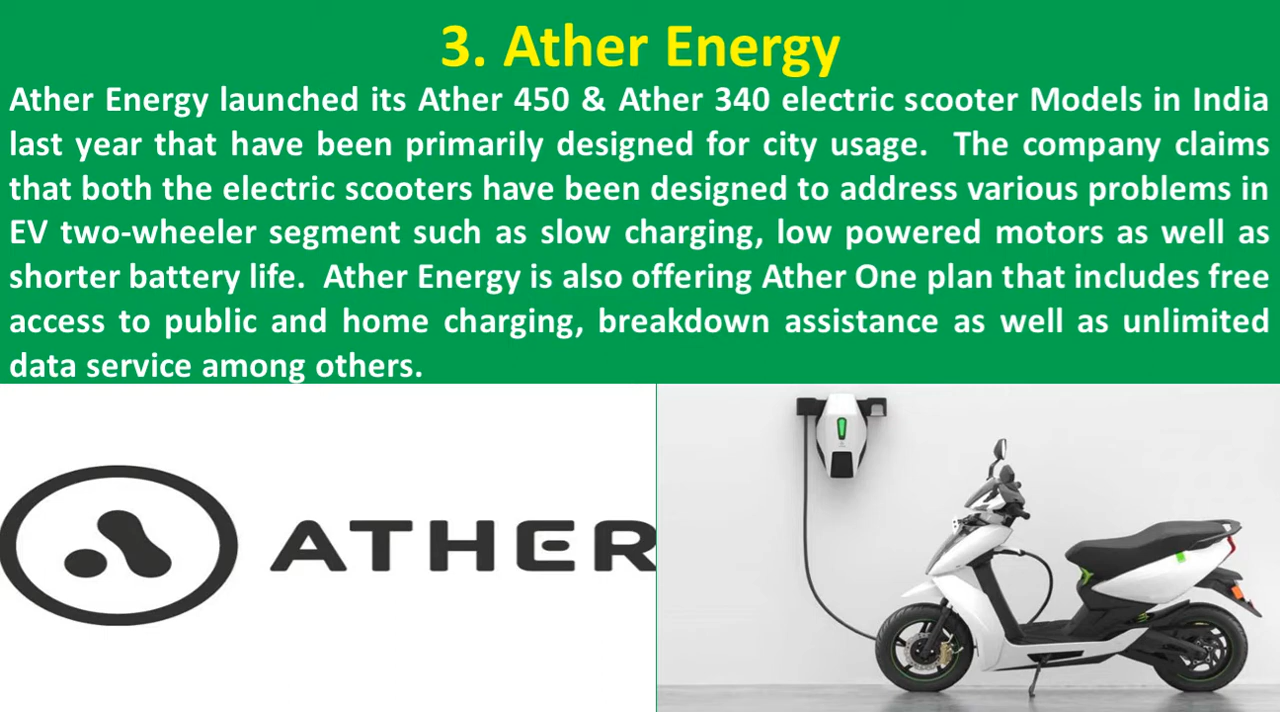 3. Ather Energy
Ather Energy launched its Ather 450 & Ather 340 electric scooter Models in India
last year that have been primarily designed for city usage.  The company claims
that both the electric scooters have been designed to address various problems in
EV two-wheeler segment such as slow charging, low powered motors as well as
shorter battery life.  Ather Energy is also offering Ather One plan that includes free
access to public and home charging, breakdown assistance as well as unlimited
data service among others.
ATHER